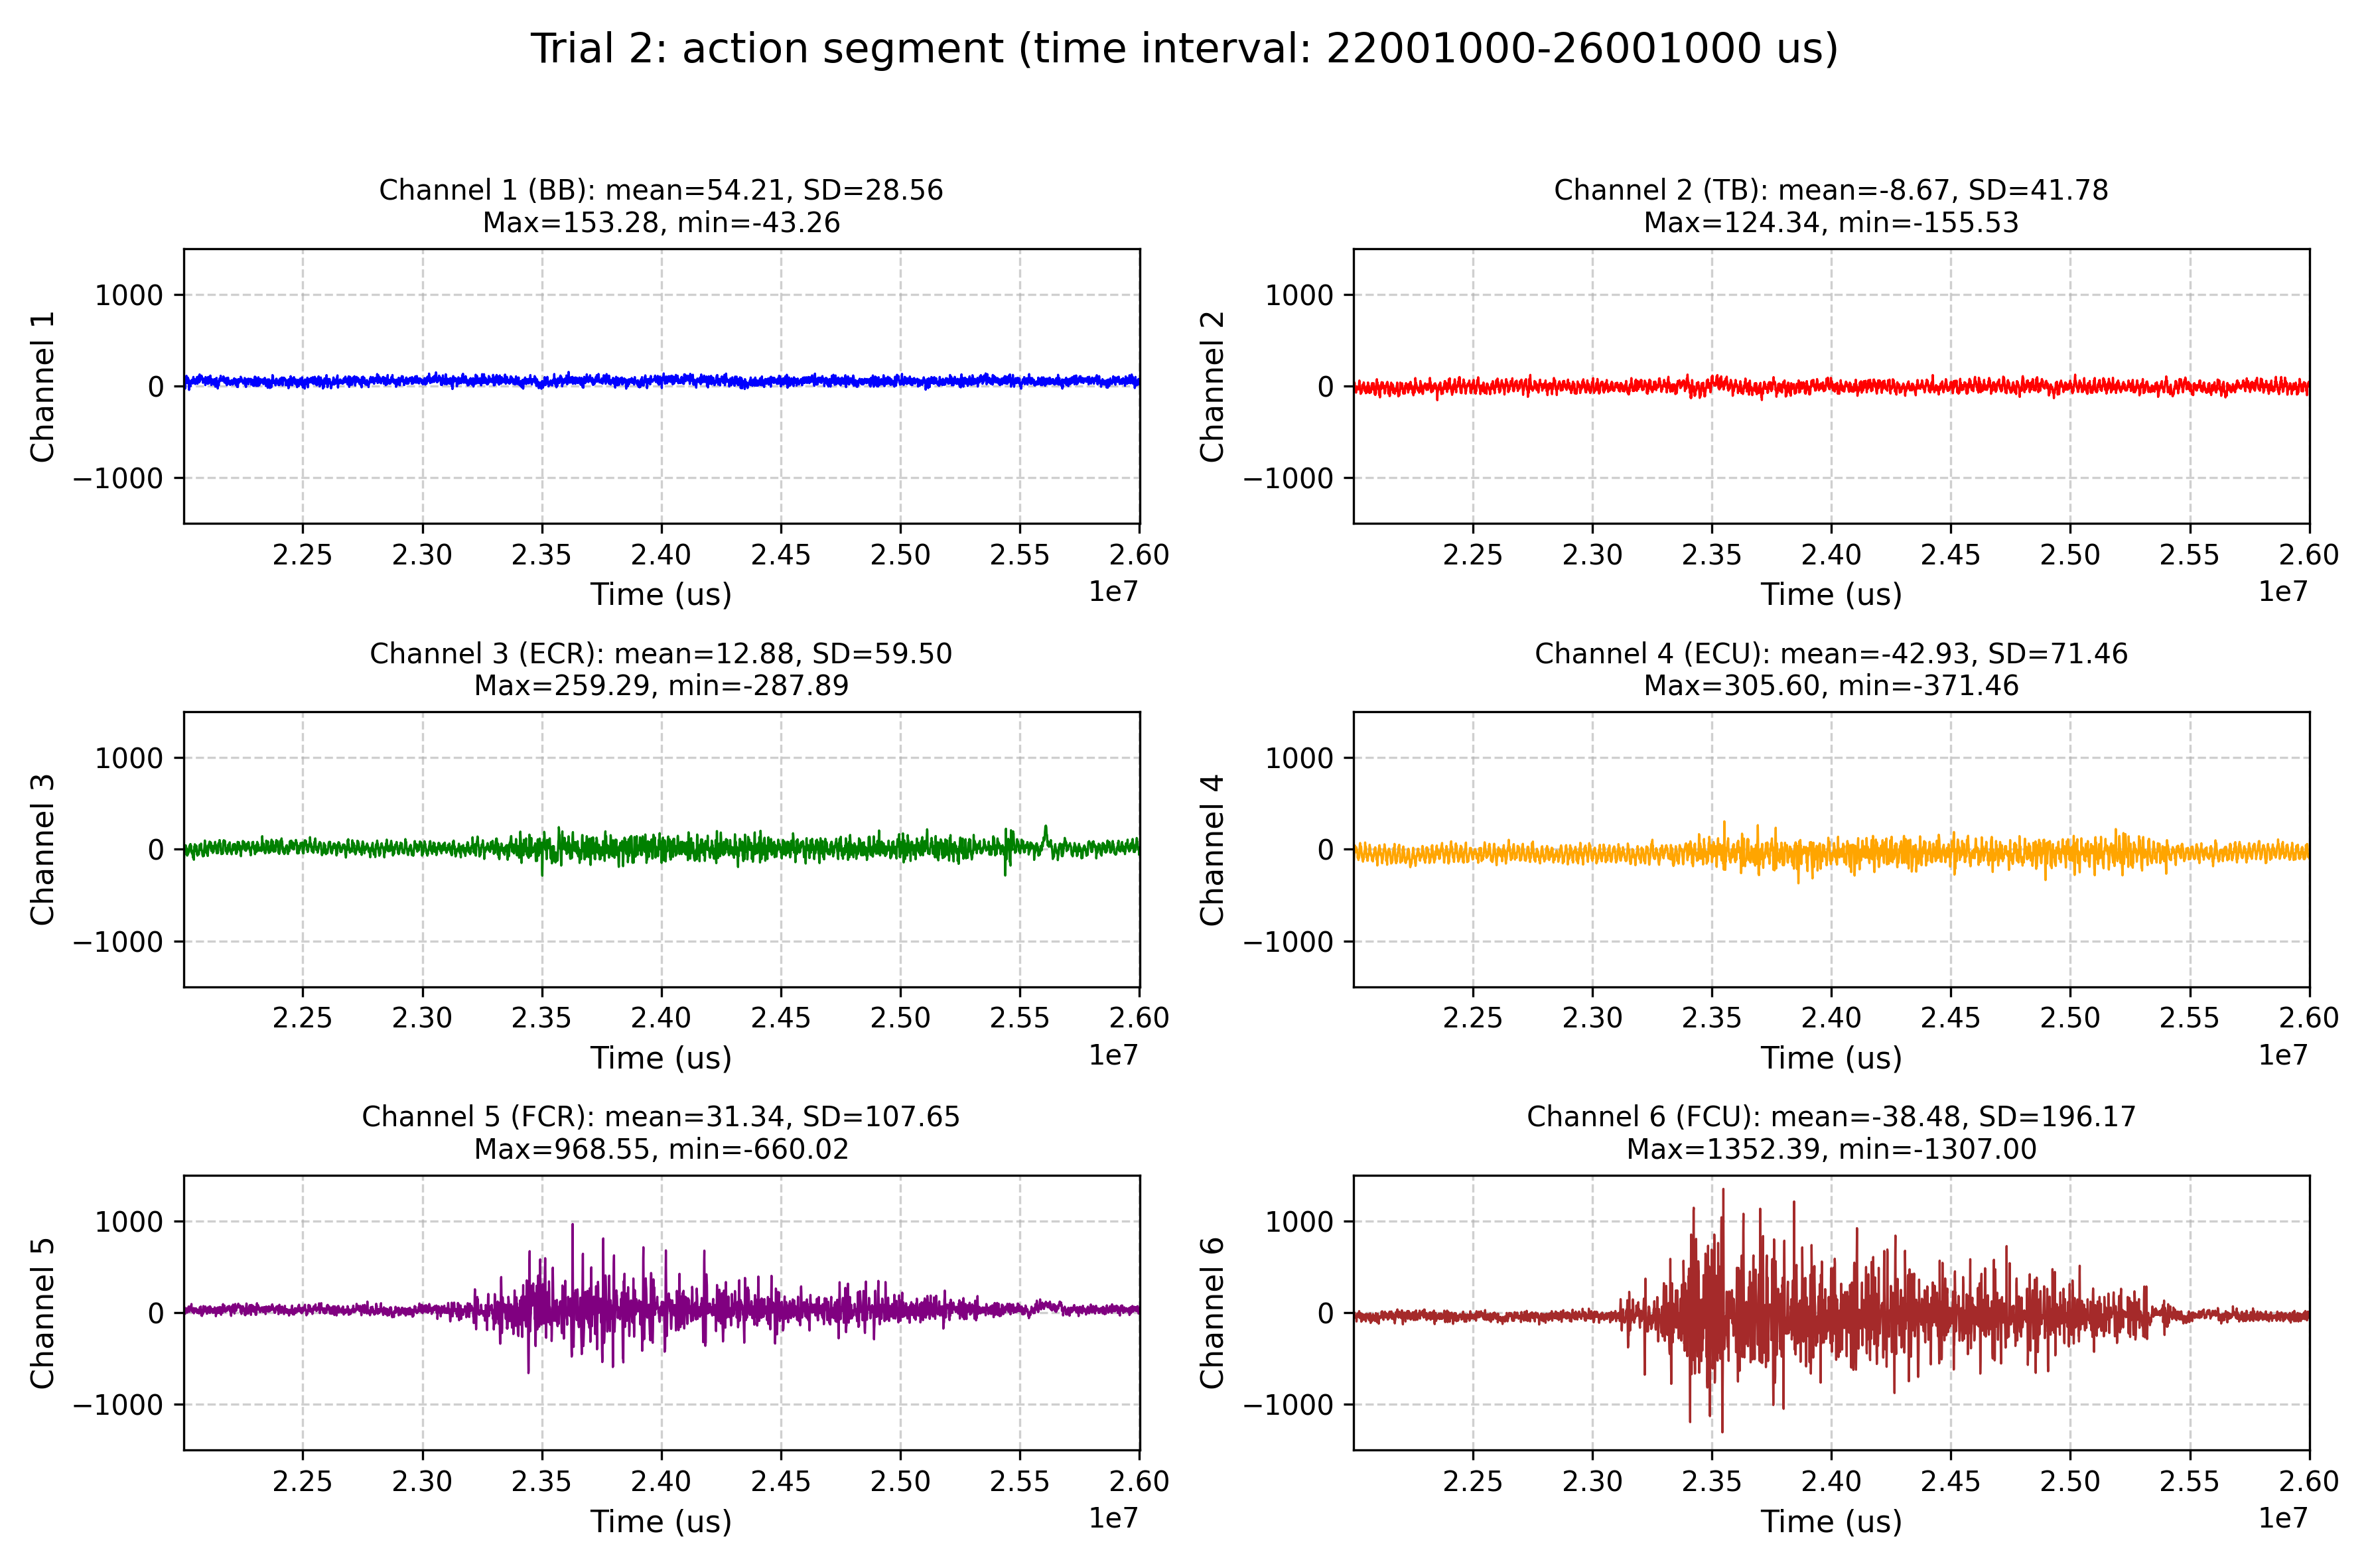 Trial 2: action segment (time interval: 22001000-26001000 us)
Channel 1 (BB): mean=54.21, SD=28.56
Max=153.28, min=-43.26
1000
0
−1000
Channel 1
2.25 2.30 2.35 2.40 2.45 2.50 2.55 2.60
Time (us)
1e7
Channel 2 (TB): mean=-8.67, SD=41.78
Max=124.34, min=-155.53
1000
0
−1000
Channel 2
2.25 2.30 2.35 2.40 2.45 2.50 2.55 2.60
Time (us)
1e7
Channel 3 (ECR): mean=12.88, SD=59.50
Max=259.29, min=-287.89
1000
0
−1000
Channel 3
2.25 2.30 2.35 2.40 2.45 2.50 2.55 2.60
Time (us)
1e7
Channel 4 (ECU): mean=-42.93, SD=71.46
Max=305.60, min=-371.46
1000
0
−1000
Channel 4
2.25 2.30 2.35 2.40 2.45 2.50 2.55 2.60
Time (us)
1e7
Channel 5 (FCR): mean=31.34, SD=107.65
Max=968.55, min=-660.02
1000
0
−1000
Channel 5
2.25 2.30 2.35 2.40 2.45 2.50 2.55 2.60
Time (us)
1e7
Channel 6 (FCU): mean=-38.48, SD=196.17
Max=1352.39, min=-1307.00
1000
0
−1000
Channel 6
2.25 2.30 2.35 2.40 2.45 2.50 2.55 2.60
Time (us)
1e7